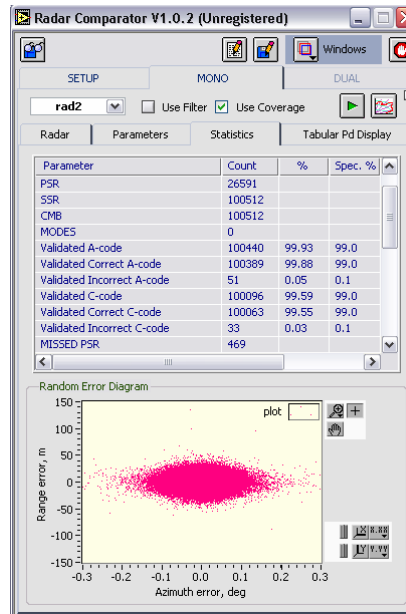 Radar Comparator V1.0.2 (Unregistered)
Windows
SETUP MONO DUAL
rad2 Use Filter Use Coverage
Radar Parameters Statistics Tabular Pd Display
Parameter Count % Spec. %
PSR 26591
SSR 100512
CMB 100512
MODES 0
Validated A-code 100440 99.93 99.0
Validated Correct A-code 100389 99.88 99.0
Validated Incorrect A-code 51 0.05 0.1
Validated C-code 100096 99.59 99.0
Validated Correct C-code 100063 99.55 99.0
Validated Incorrect C-code 33 0.03 0.1
MISSED PSR 469
Random Error Diagram
plot
Range error, m
150
100
50
0
-50
-100
-150
-0.3 -0.2 -0.1 0.0 0.1 0.2 0.3
Azimuth error, deg
X.XX
Y.YY